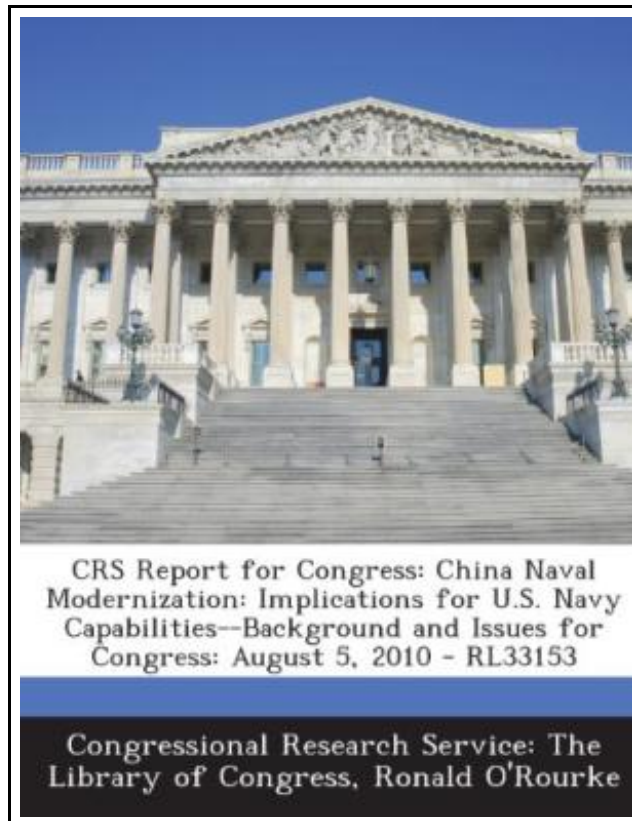 CRS Report for Congress: China Naval
Modernization: Implications for U.S. Navy
Capabilities--Background and Issues for
Congress: August 5, 2010 - RL33153
Congressional Research Service: The
Library of Congress, Ronald O'Rourke